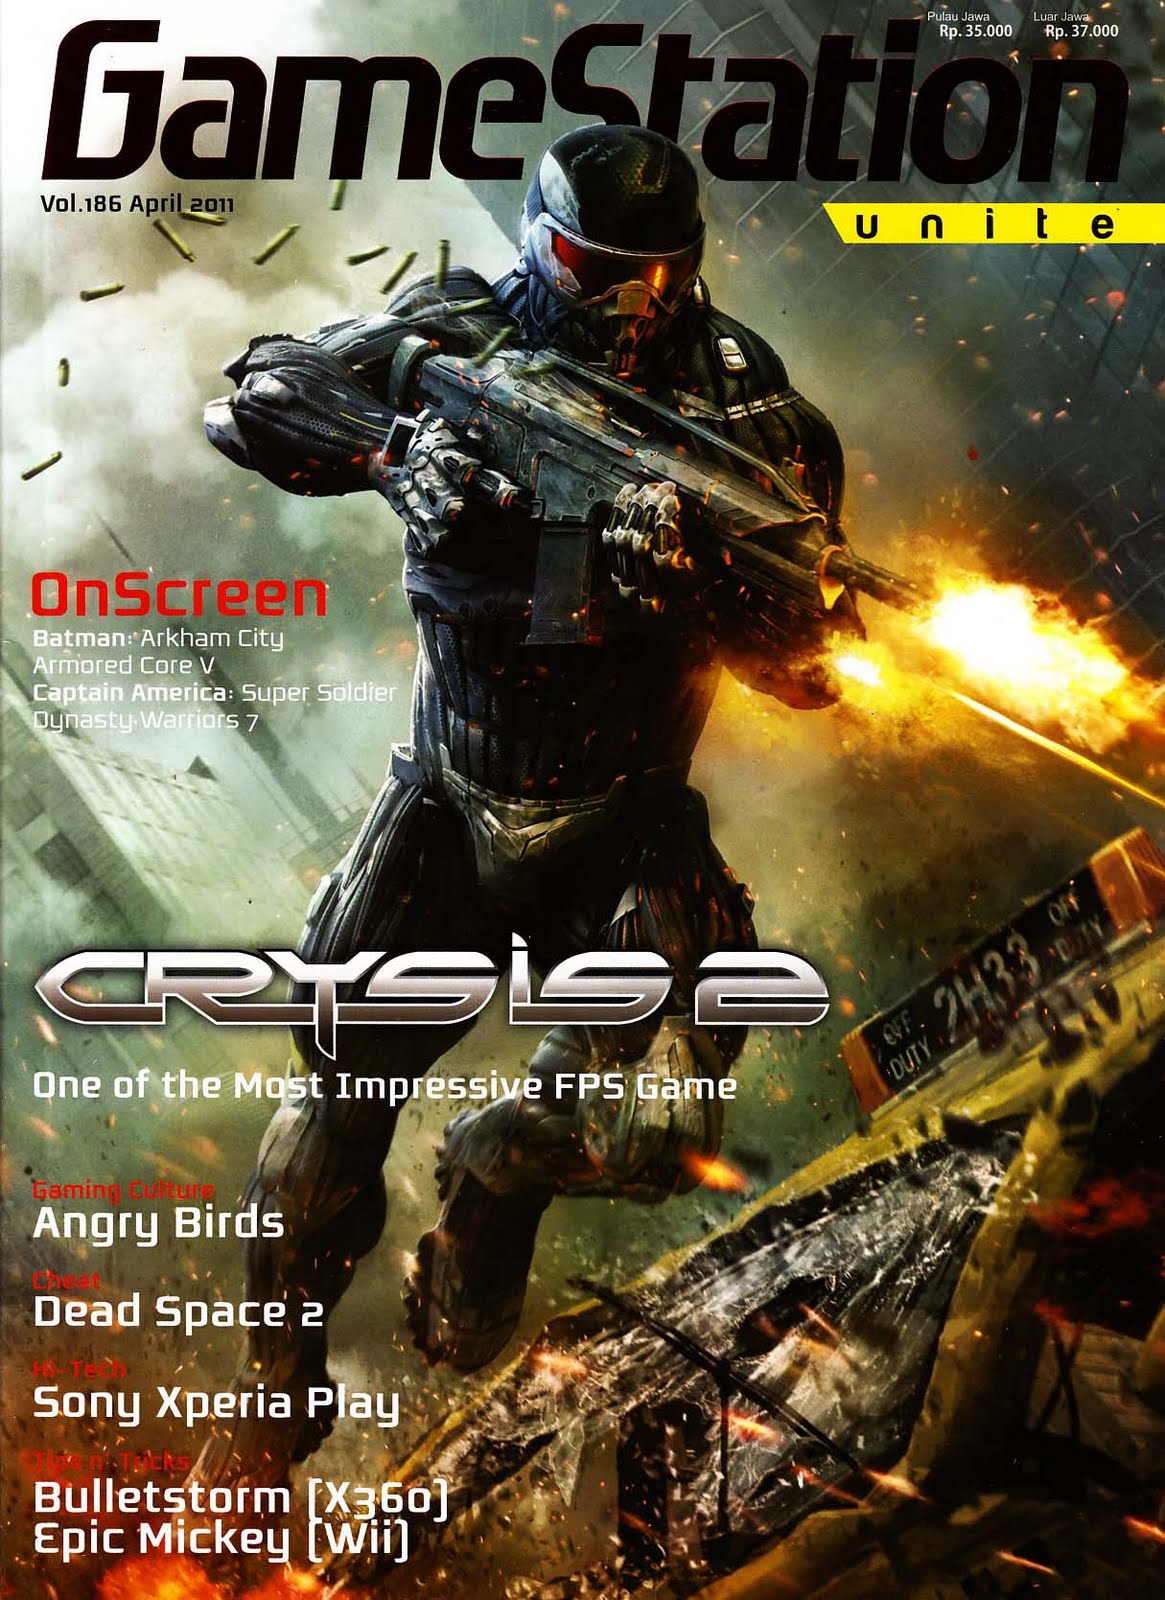 Pulau Jawa
Rp. 35.000
Luar Jawa
Rp. 37.000
GameStation
Vol.186 April 2011
unite
OnScreen
Batman: Arkham City
Armored Core V
Captain America: Super Soldier
Dynasty Warriors 7
OFF DUTY
2H33
OFF DUTY
CRYSIS 2
One of the Most Impressive FPS Game
Gaming Culture
Angry Birds
Cheat
Dead Space 2
Hi-Tech
Sony Xperia Play
Tips n' Tricks
Bulletstorm [X360]
Epic Mickey [Wii]